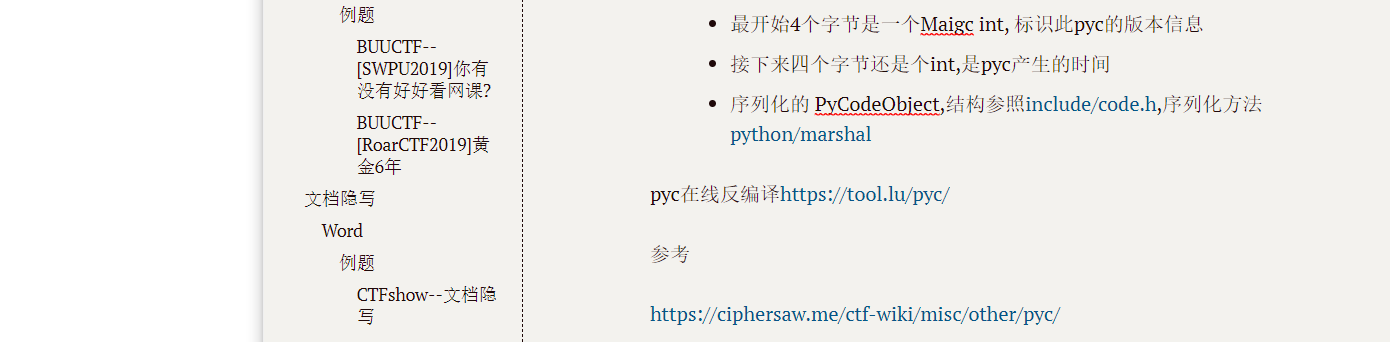 例题
BUUCTF--
[SWPU2019]你有
没有好好看网课?
BUUCTF--
[RoarCTF2019]黄
金6年
文档隐写
Word
例题
CTFshow--文档隐
写
最开始4个字节是一个Maigc int, 标识此pyc的版本信息
接下来四个字节还是个int,是pyc产生的时间
序列化的 PyCodeObject,结构参照include/code.h,序列化方法
python/marshal
pyc在线反编译https://tool.lu/pyc/
参考
https://ciphersaw.me/ctf-wiki/misc/other/pyc/